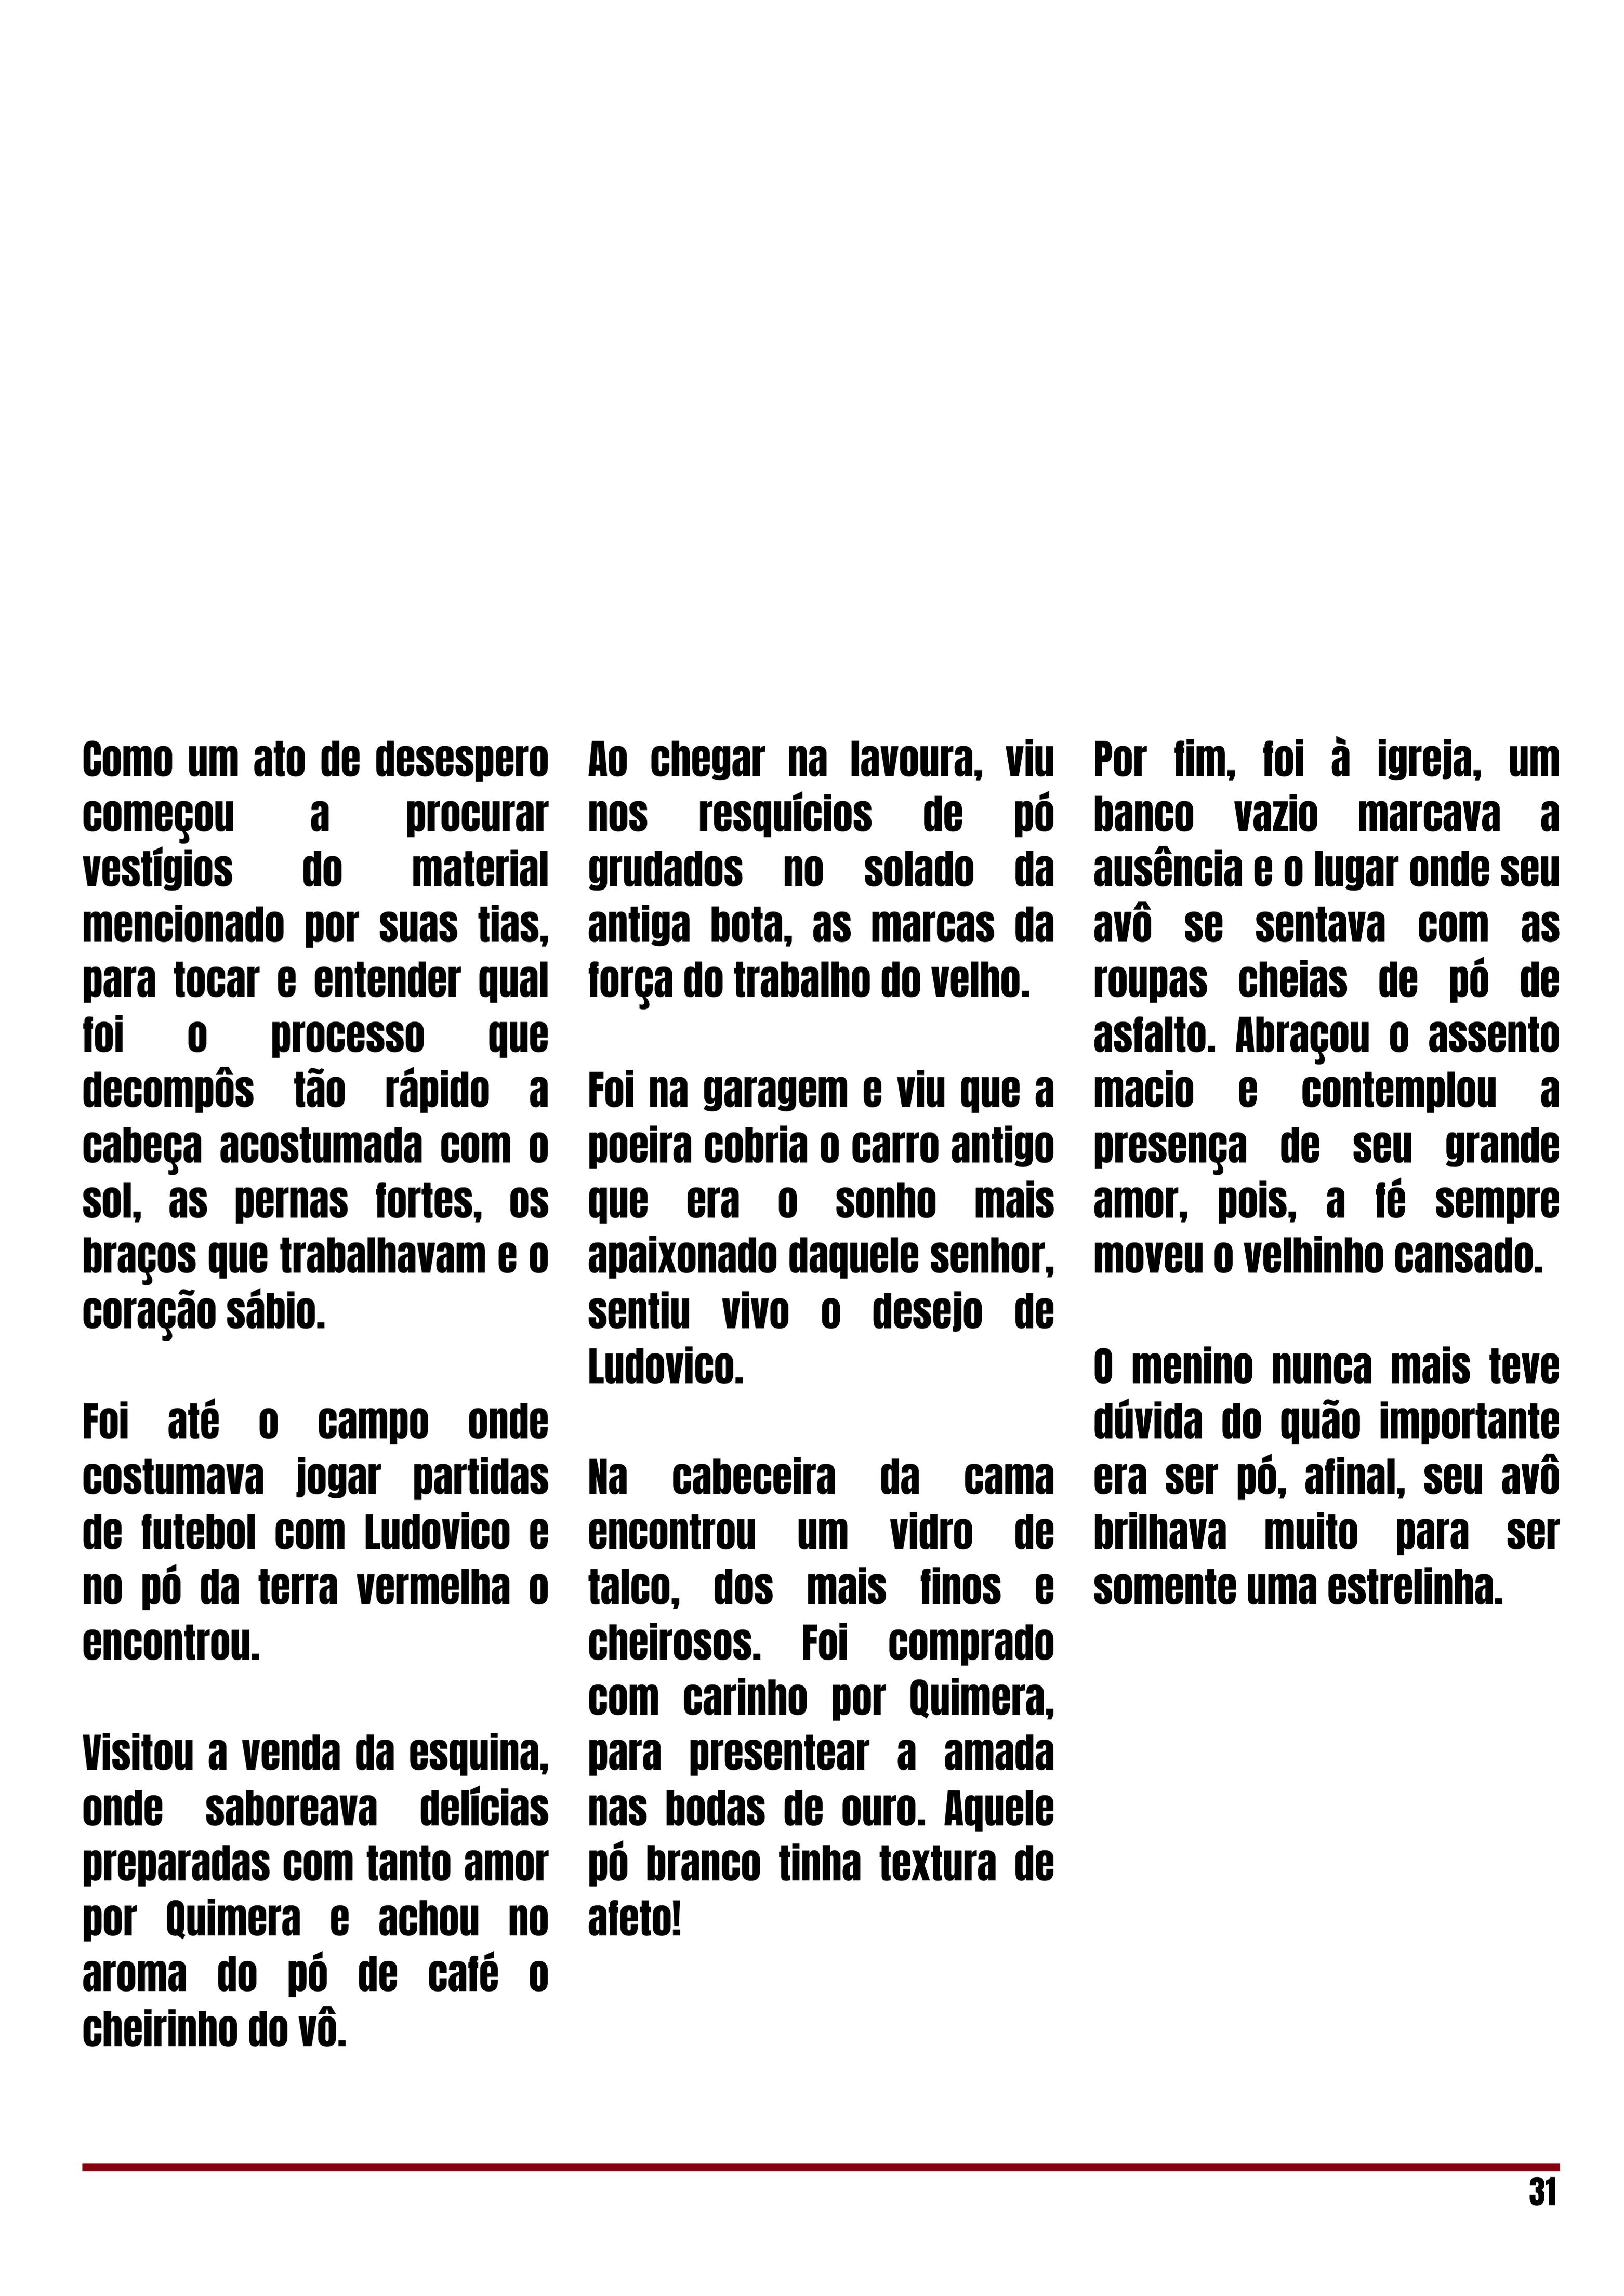 Como um ato de desespero
começou a procurar
vestígios do material
mencionado por suas tias,
para tocar e entender qual
foi o processo que
decompôs tão rápido a
cabeça acostumada com o
sol, as pernas fortes, os
braços que trabalhavam e o
coração sábio.
Foi até o campo onde
costumava jogar partidas
de futebol com Ludovico e
no pó da terra vermelha o
encontrou.
Visitou a venda da esquina,
onde saboreava delícias
preparadas com tanto amor
por Quimera e achou no
aroma do pó de café o
cheirinho do vô.
Ao chegar na lavoura, viu
nos resquícios de pó
grudados no solado da
antiga bota, as marcas da
força do trabalho do velho.
Foi na garagem e viu que a
poeira cobria o carro antigo
que era o sonho mais
apaixonado daquele senhor,
sentiu vivo o desejo de
Ludovico.
Na cabeceira da cama
encontrou um vidro de
talco, dos mais finos e
cheirosos. Foi comprado
com carinho por Quimera,
para presentear a amada
nas bodas de ouro. Aquele
pó branco tinha textura de
afeto!
Por fim, foi à igreja, um
banco vazio marcava a
ausência e o lugar onde seu
avô se sentava com as
roupas cheias de pó de
asfalto. Abraçou o assento
macio e contemplou a
presença de seu grande
amor, pois, a fé sempre
moveu o velhinho cansado.
O menino nunca mais teve
dúvida do quão importante
era ser pó, afinal, seu avô
brilhava muito para ser
somente uma estrelinha.
31